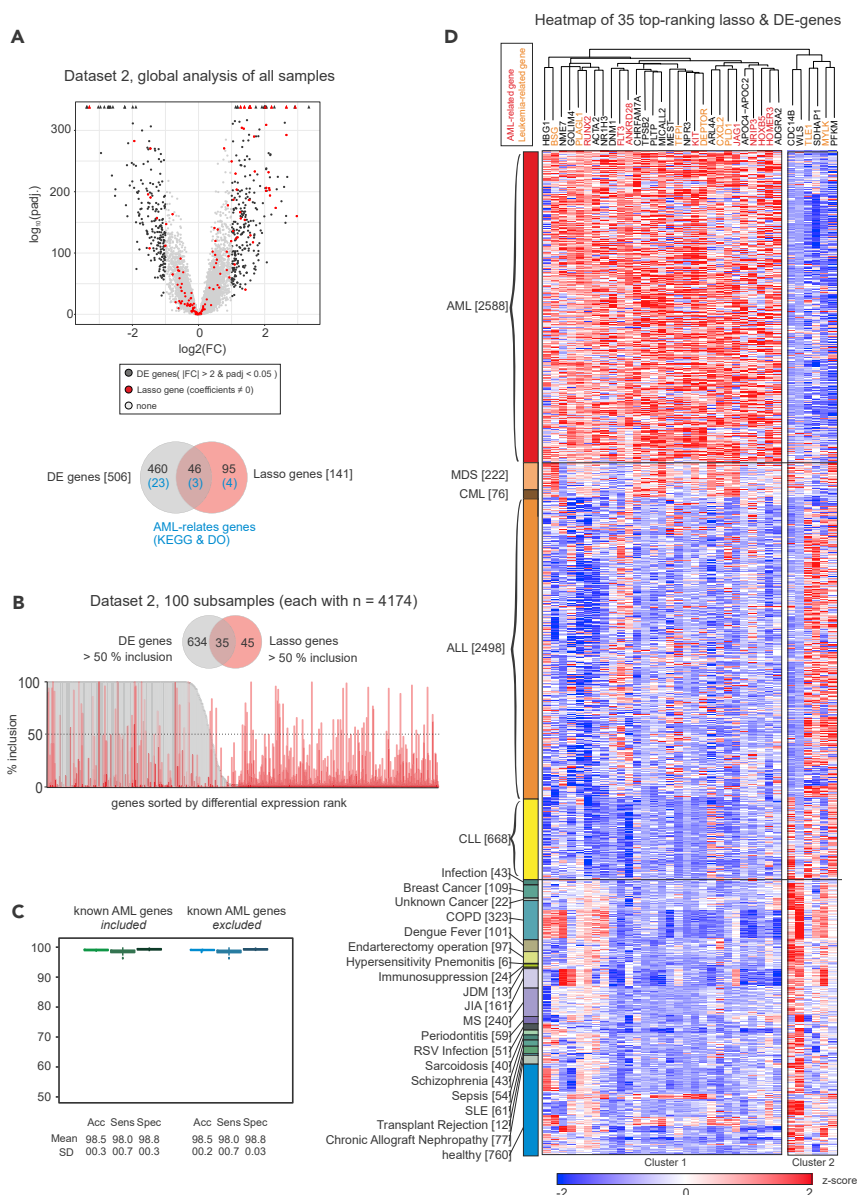 A
Dataset 2, global analysis of all samples
300
200
100
0
-2
0
2
log₁₀(padj.)
log2(FC)
DE genes( |FC| > 2 & padj < 0.05 )
Lasso gene (coefficients ≠ 0)
none
DE genes [506]
460
(23)
46
(3)
95
(4)
Lasso genes [141]
AML-relates genes
(KEGG & DO)
B
Dataset 2, 100 subsamples (each with n = 4174)
DE genes
> 50 % inclusion
634
35
45
Lasso genes
> 50 % inclusion
100
50
0
% inclusion
genes sorted by differential expression rank
C
known AML genes
included
known AML genes
excluded
100
90
80
70
60
50
Acc Sens Spec
Acc Sens Spec
Mean 98.5 98.0 98.8
98.5 98.0 98.8
SD 00.3 00.7 00.3
00.2 00.7 0.03
D
Heatmap of 35 top-ranking lasso & DE-genes
AML-related gene
Leukemia-related gene
HBG1
BSG
NME8
GOLIM4
PLAGL1
RUNX2
ACTA2
NR1H3
DNM1
FLT3
ANKRD28
CHRFAM7A
TPSB2
PLTP
MICALL2
MEST
TFPI
NPR3
KIT
DEPTOR
ARL4A
CXCL2
PLD1
JAG1
APOC4-APOC2
NRIP1
HOXB5
ADORA3
ADGRA2
CDC14B
WLS
TLE1
SDHAP1
MYLK
PFKM
AML [2588]
MDS [222]
CML [76]
ALL [2498]
CLL [668]
Infection [43]
Breast Cancer [109]
Unknown Cancer [22]
COPD [323]
Dengue Fever [101]
Endarterectomy operation [97]
Hypersensitivity Pnemonitis [6]
Immunosuppression [24]
JDM [13]
JIA [161]
MS [240]
Periodontitis [59]
RSV Infection [51]
Sarcoidosis [40]
Schizophrenia [43]
Sepsis [54]
SLE [61]
Transplant Rejection [12]
Chronic Allograft Nephropathy [77]
healthy [760]
Cluster 1
Cluster 2
-2
0
2
z-score